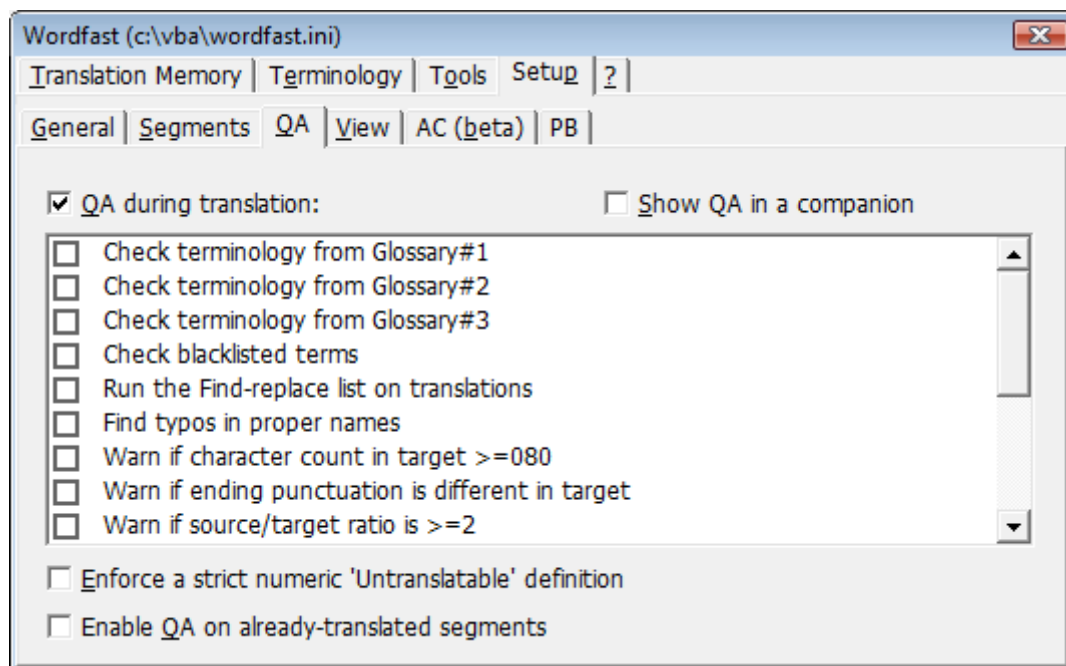 Wordfast (c:\vba\wordfast.ini)
Translation Memory Terminology Tools Setup ?
General Segments QA View AC (beta) PB
QA during translation: Show QA in a companion
Check terminology from Glossary#1
Check terminology from Glossary#2
Check terminology from Glossary#3
Check blacklisted terms
Run the Find-replace list on translations
Find typos in proper names
Warn if character count in target >=080
Warn if ending punctuation is different in target
Warn if source/target ratio is >=2
Enforce a strict numeric 'Untranslatable' definition
Enable QA on already-translated segments